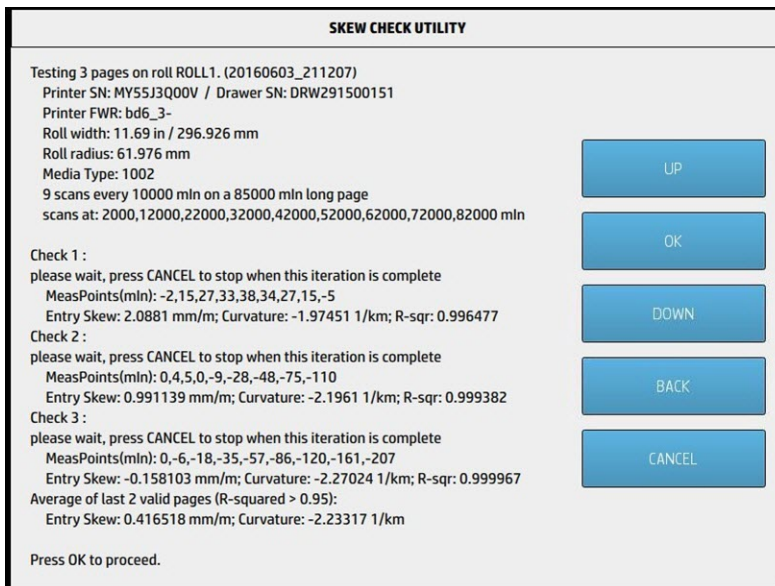 SKEW CHECK UTILITY
Testing 3 pages on roll ROLL1. (20160603_211207)
Printer SN: MY55J3Q00V / Drawer SN: DRW291500151
Printer FWR: bd6_3-
Roll width: 11.69 in / 296.926 mm
Roll radius: 61.976 mm
Media Type: 1002
9 scans every 10000 mIn on a 85000 mIn long page
scans at: 2000,12000,22000,32000,42000,52000,62000,72000,82000 mIn
Check 1 :
please wait, press CANCEL to stop when this iteration is complete
MeasPoints(mIn): -2,15,27,33,38,34,27,15,-5
Entry Skew: 2.0881 mm/m; Curvature: -1.97451 1/km; R-sqr: 0.996477
Check 2 :
please wait, press CANCEL to stop when this iteration is complete
MeasPoints(mIn): 0,4,5,0,-9,-28,-48,-75,-110
Entry Skew: 0.991139 mm/m; Curvature: -2.1961 1/km; R-sqr: 0.999382
Check 3 :
please wait, press CANCEL to stop when this iteration is complete
MeasPoints(mIn): 0,-6,-18,-35,-57,-86,-120,-161,-207
Entry Skew: -0.158103 mm/m; Curvature: -2.27024 1/km; R-sqr: 0.999967
Average of last 2 valid pages (R-squared > 0.95):
Entry Skew: 0.416518 mm/m; Curvature: -2.23317 1/km
Press OK to proceed.
UP
OK
DOWN
BACK
CANCEL